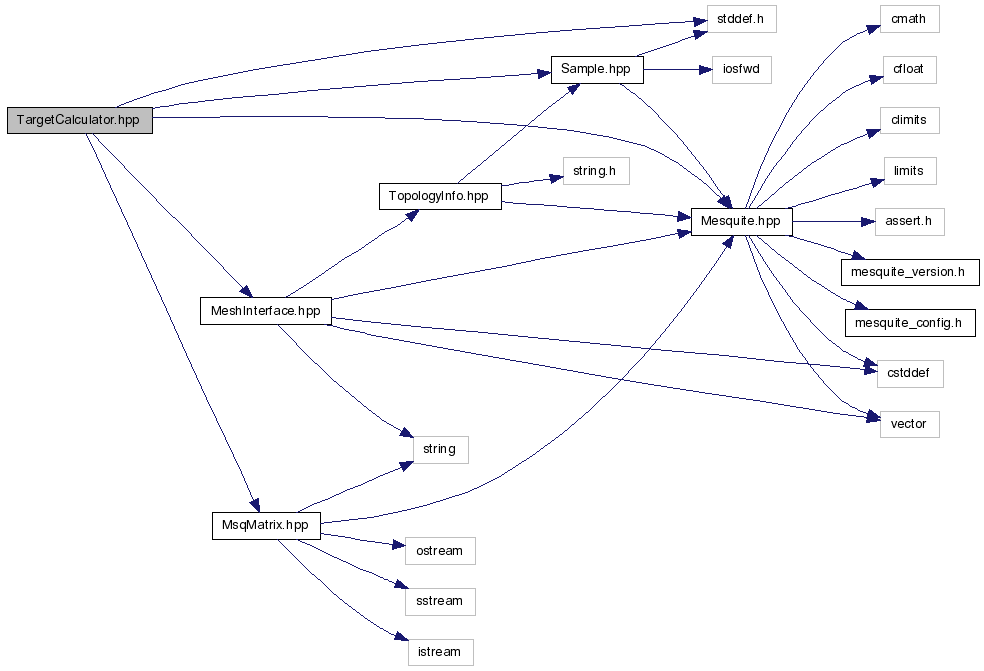 stddef.h
cmath
Sample.hpp
iosfwd
cfloat
TargetCalculator.hpp
climits
string.h
limits
TopologyInfo.hpp
Mesquite.hpp
assert.h
mesquite_version.h
MeshInterface.hpp
mesquite_config.h
cstddef
vector
string
MsqMatrix.hpp
ostream
sstream
istream